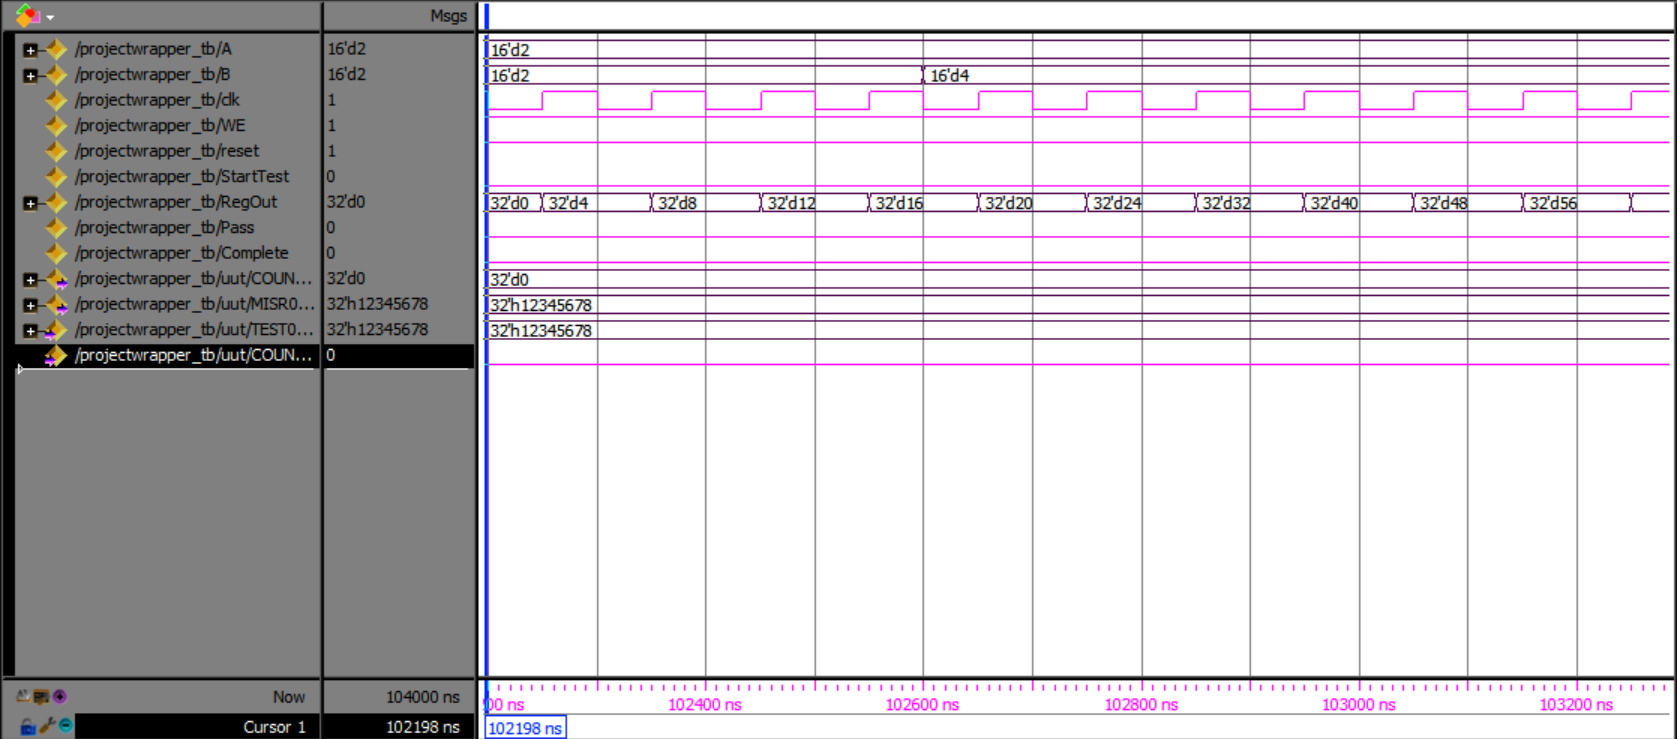 Msgs
/projectwrapper_tb/A 16'd2 16'd2
/projectwrapper_tb/B 16'd2 16'd2 16'd4
/projectwrapper_tb/clk 1
/projectwrapper_tb/WE 1
/projectwrapper_tb/reset 1
/projectwrapper_tb/StartTest 0
/projectwrapper_tb/RegOut 32'd0 32'd0 32'd4 32'd8 32'd12 32'd16 32'd20 32'd24 32'd32 32'd40 32'd48 32'd56
/projectwrapper_tb/Pass 0
/projectwrapper_tb/Complete 0
/projectwrapper_tb/uut/COUN... 32'd0 32'd0
/projectwrapper_tb/uut/MISR0... 32'h12345678 32'h12345678
/projectwrapper_tb/uut/TEST0... 32'h12345678 32'h12345678
/projectwrapper_tb/uut/COUN... 0
Now 104000 ns 00 ns 102400 ns 102600 ns 102800 ns 103000 ns 103200 ns
Cursor 1 102198 ns 102198 ns